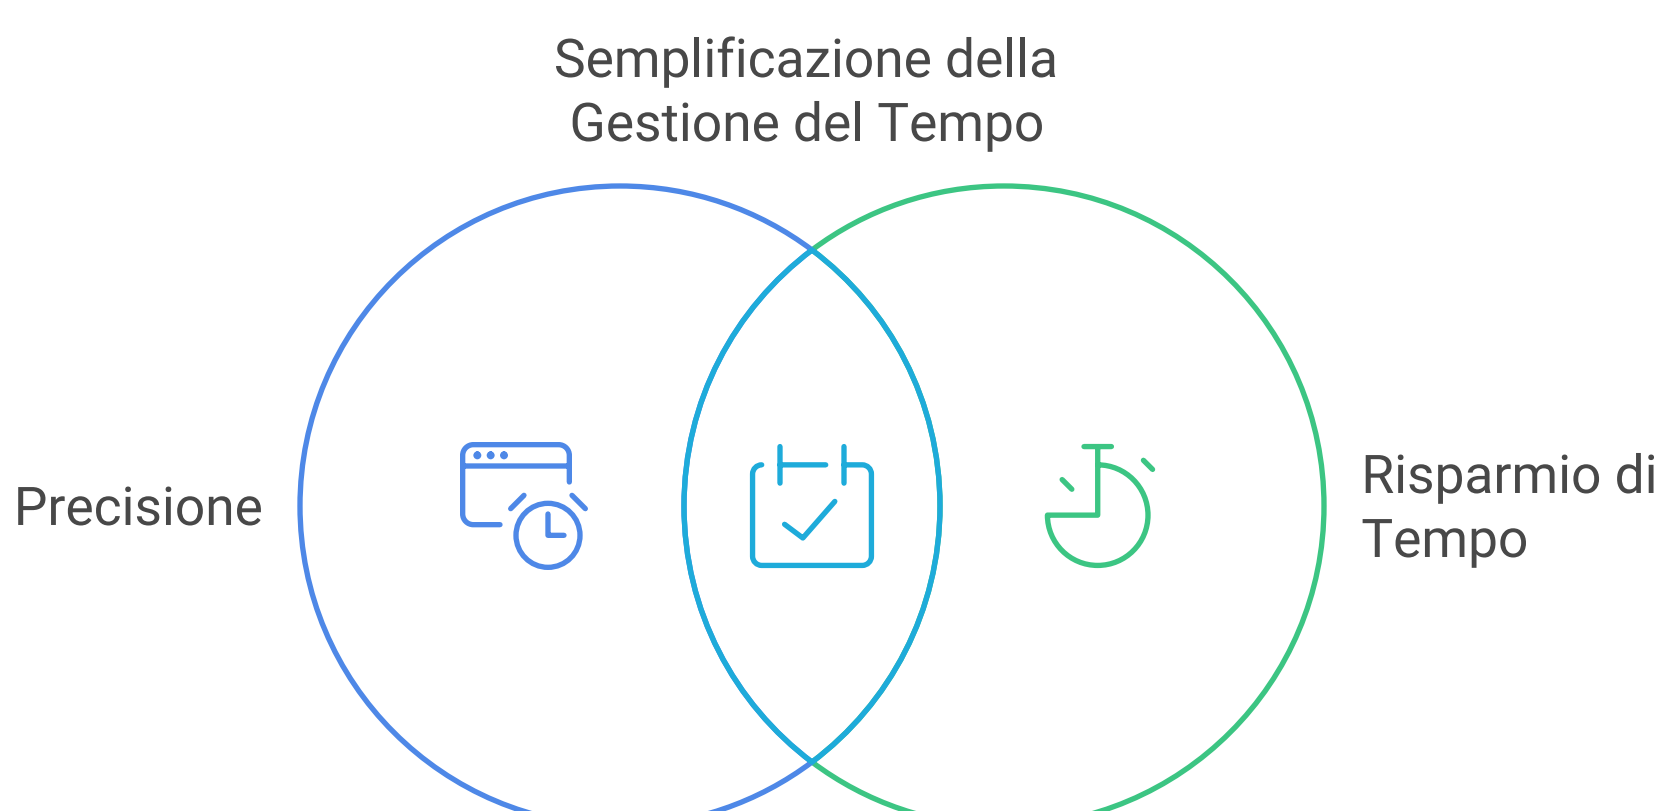 Semplificazione della
Gestione del Tempo
Precisione
Risparmio di
Tempo